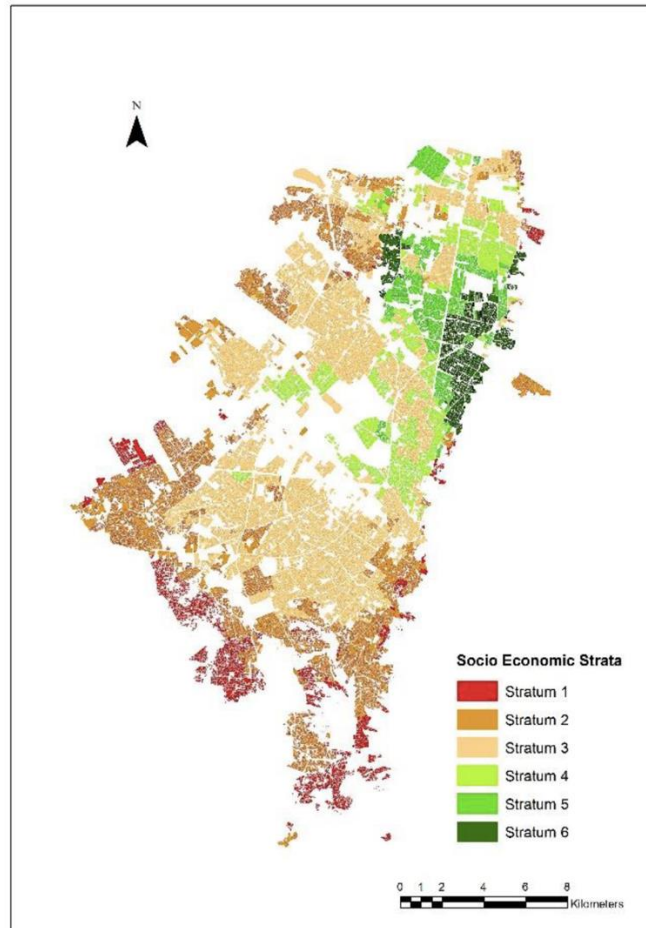 N
Socio Economic Strata
Stratum 1
Stratum 2
Stratum 3
Stratum 4
Stratum 5
Stratum 6
0 1 2 4 6 8
Kilometers